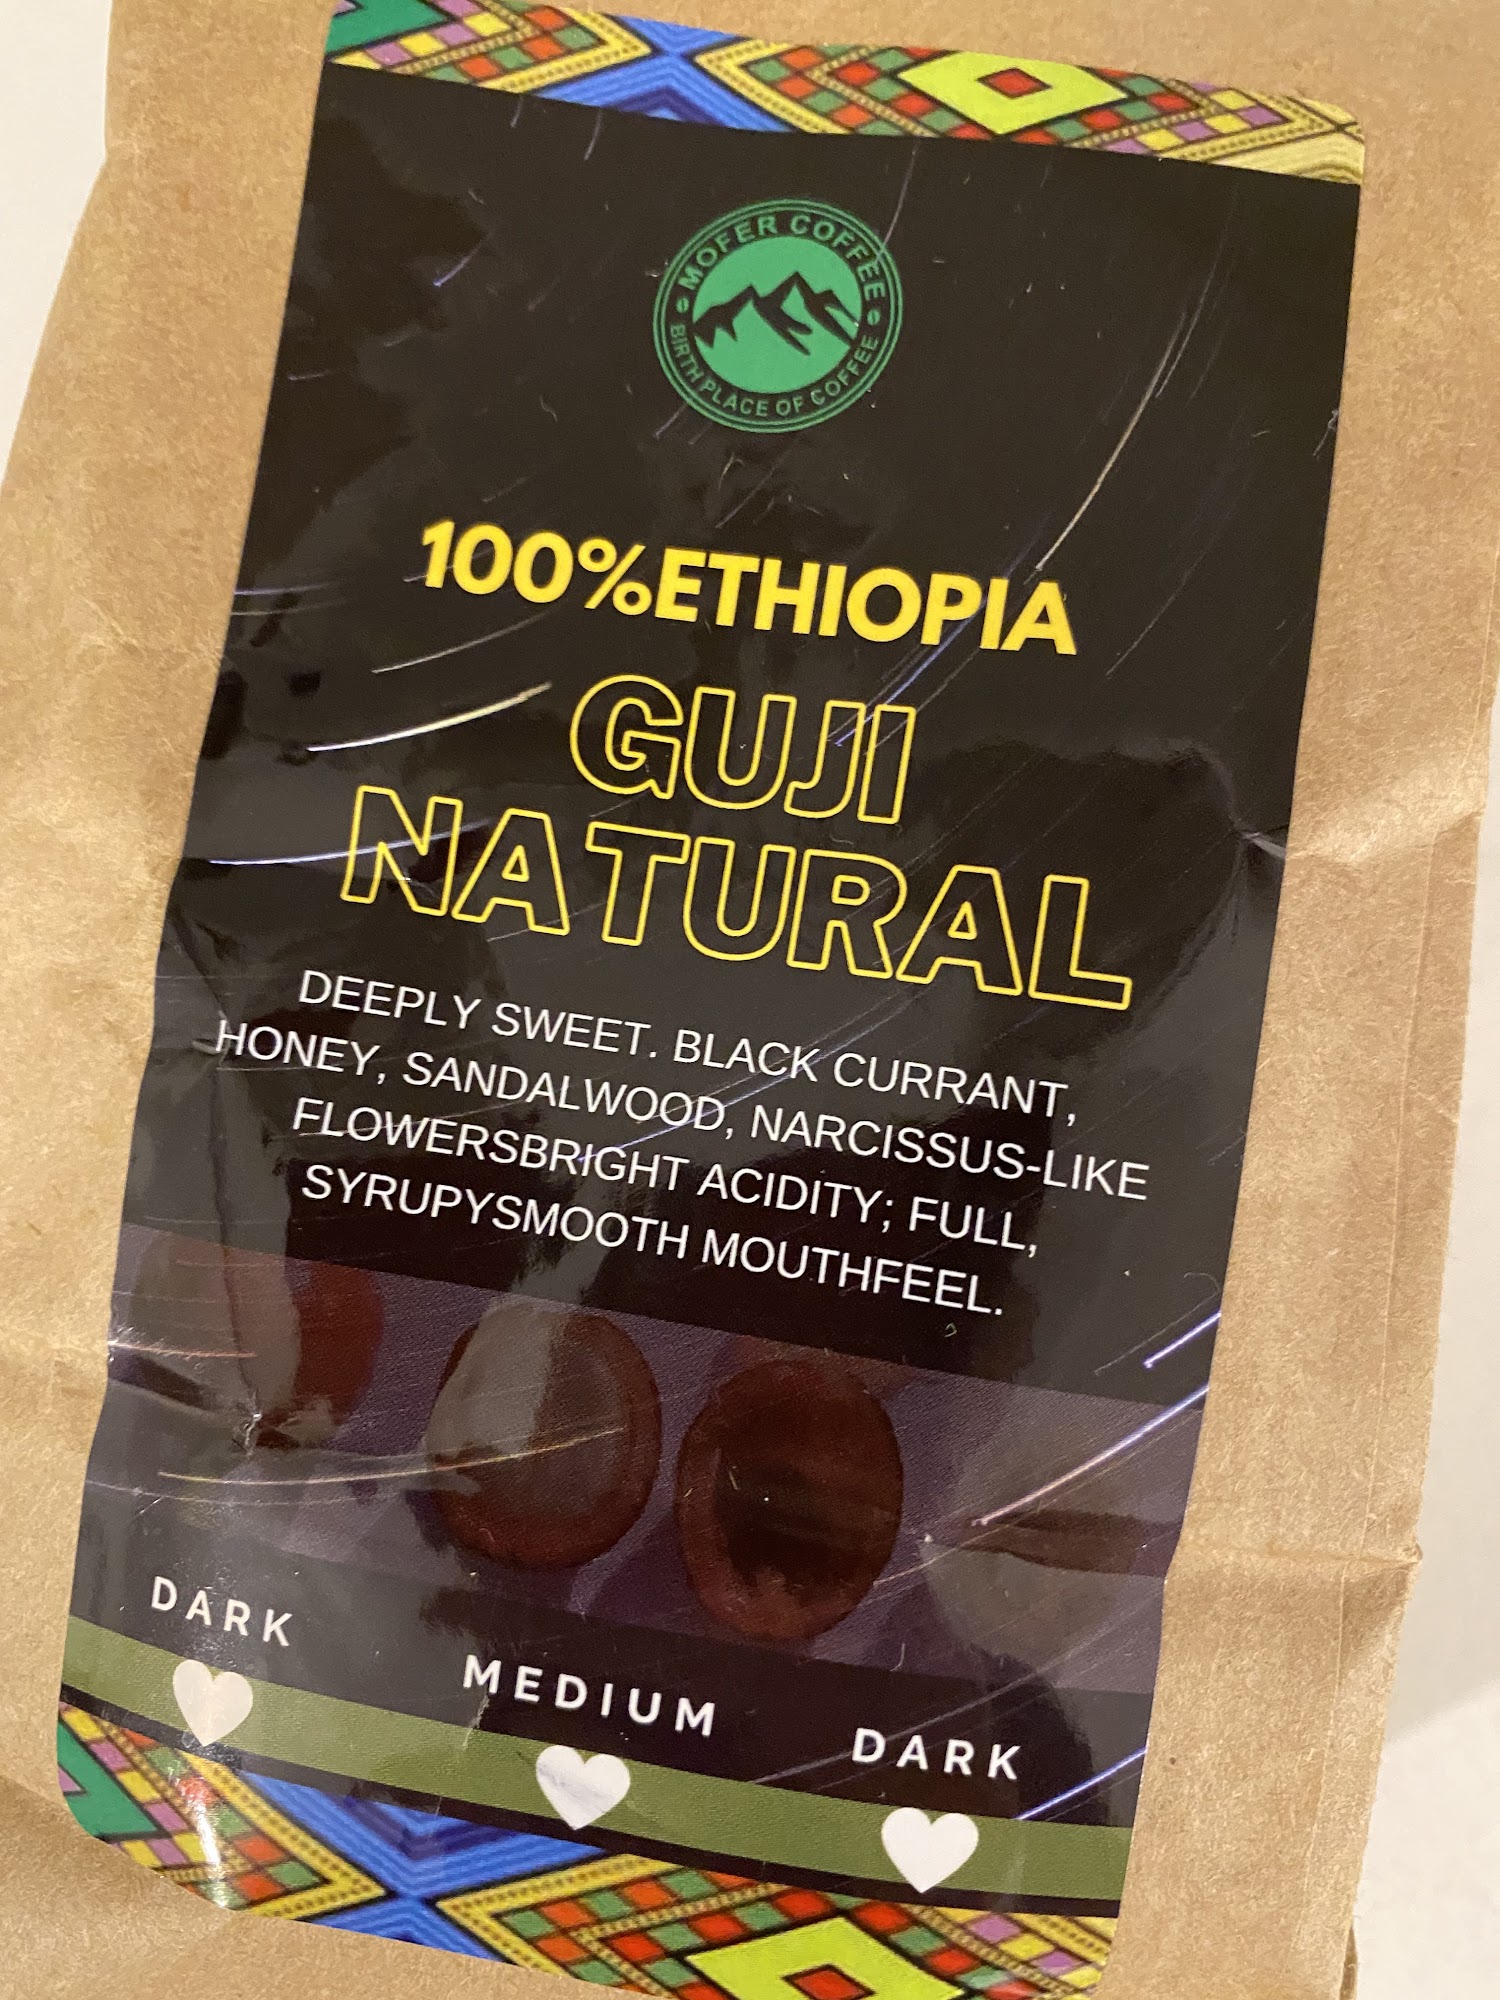 MOFER COFFEE
BIRTH PLACE OF COFFEE
100%ETHIOPIA
GUJI
NATURAL
DEEPLY SWEET. BLACK CURRANT,
HONEY, SANDALWOOD, NARCISSUS-LIKE
FLOWERSBRIGHT ACIDITY; FULL,
SYRUPYSMOOTH MOUTHFEEL.
DARK
MEDIUM
DARK